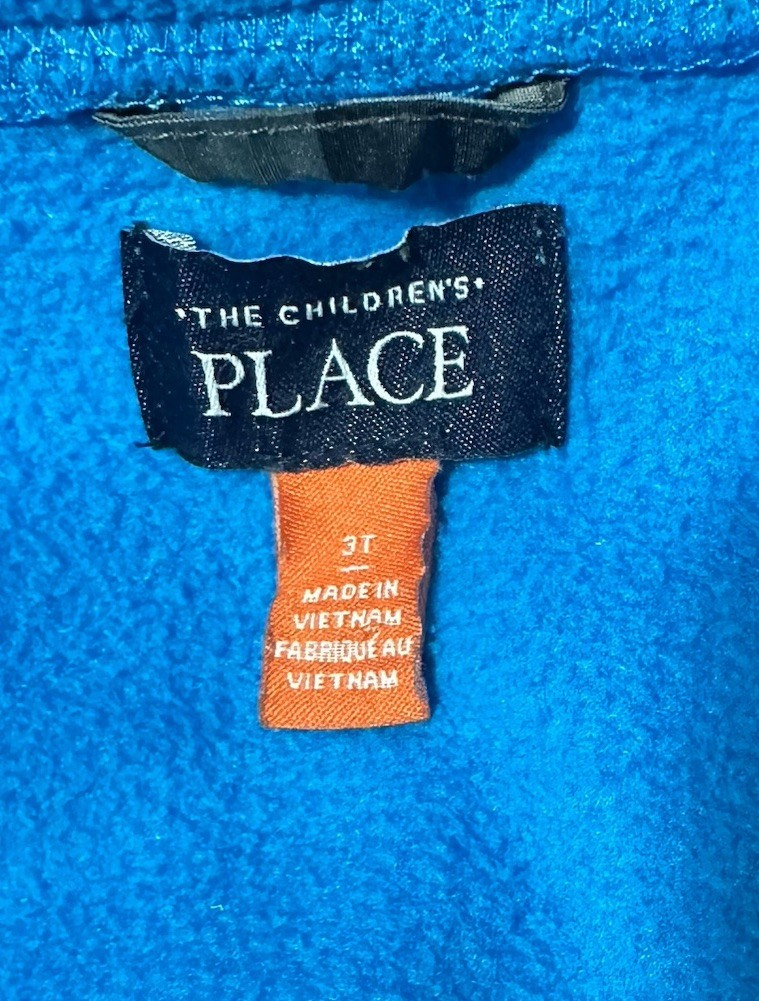 THE CHILDREN'S
PLACE
3T
MADE IN
VIETNAM
FABRIQUÉ AU
VIETNAM